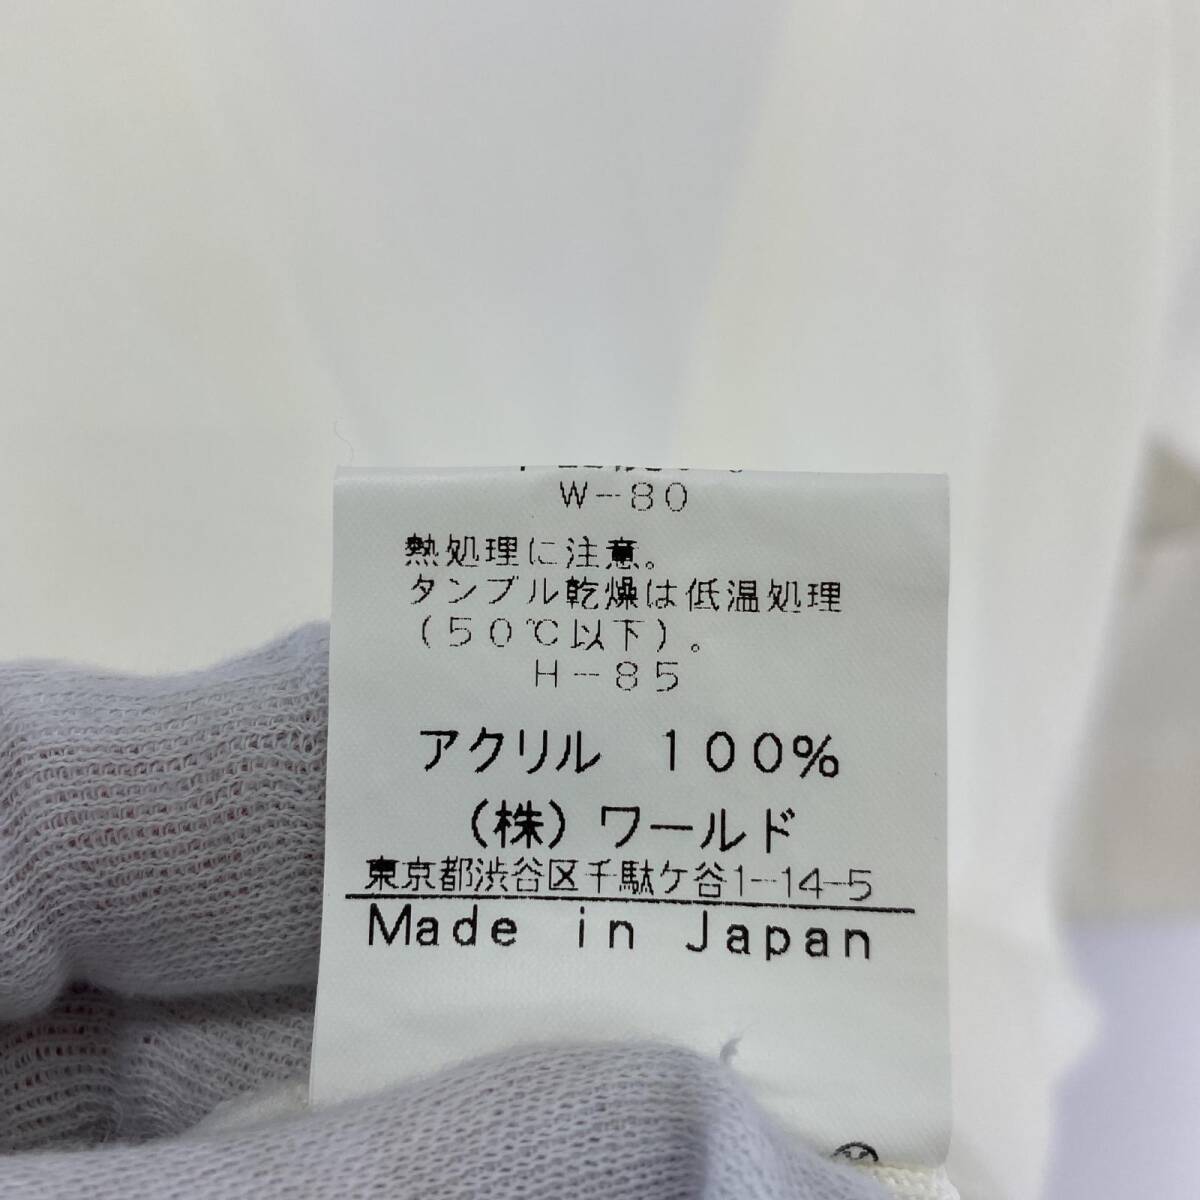 W-80
熱処理に注意。
タンブル乾燥は低温処理
(50℃以下)。
H-85
アクリル 100%
(株) ワールド
東京都渋谷区千駄ケ谷1-14-5
Made in Japan